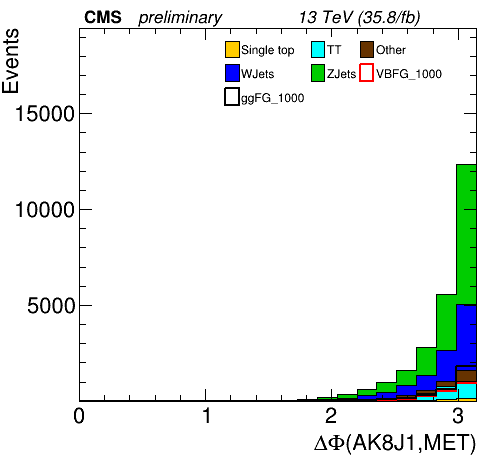 CMS preliminary 13 TeV (35.8/fb)
Events
Single top TT Other
WJets ZJets VBFG_1000
ggFG_1000
15000
10000
5000
0 1 2 3
ΔΦ(AK8J1,MET)